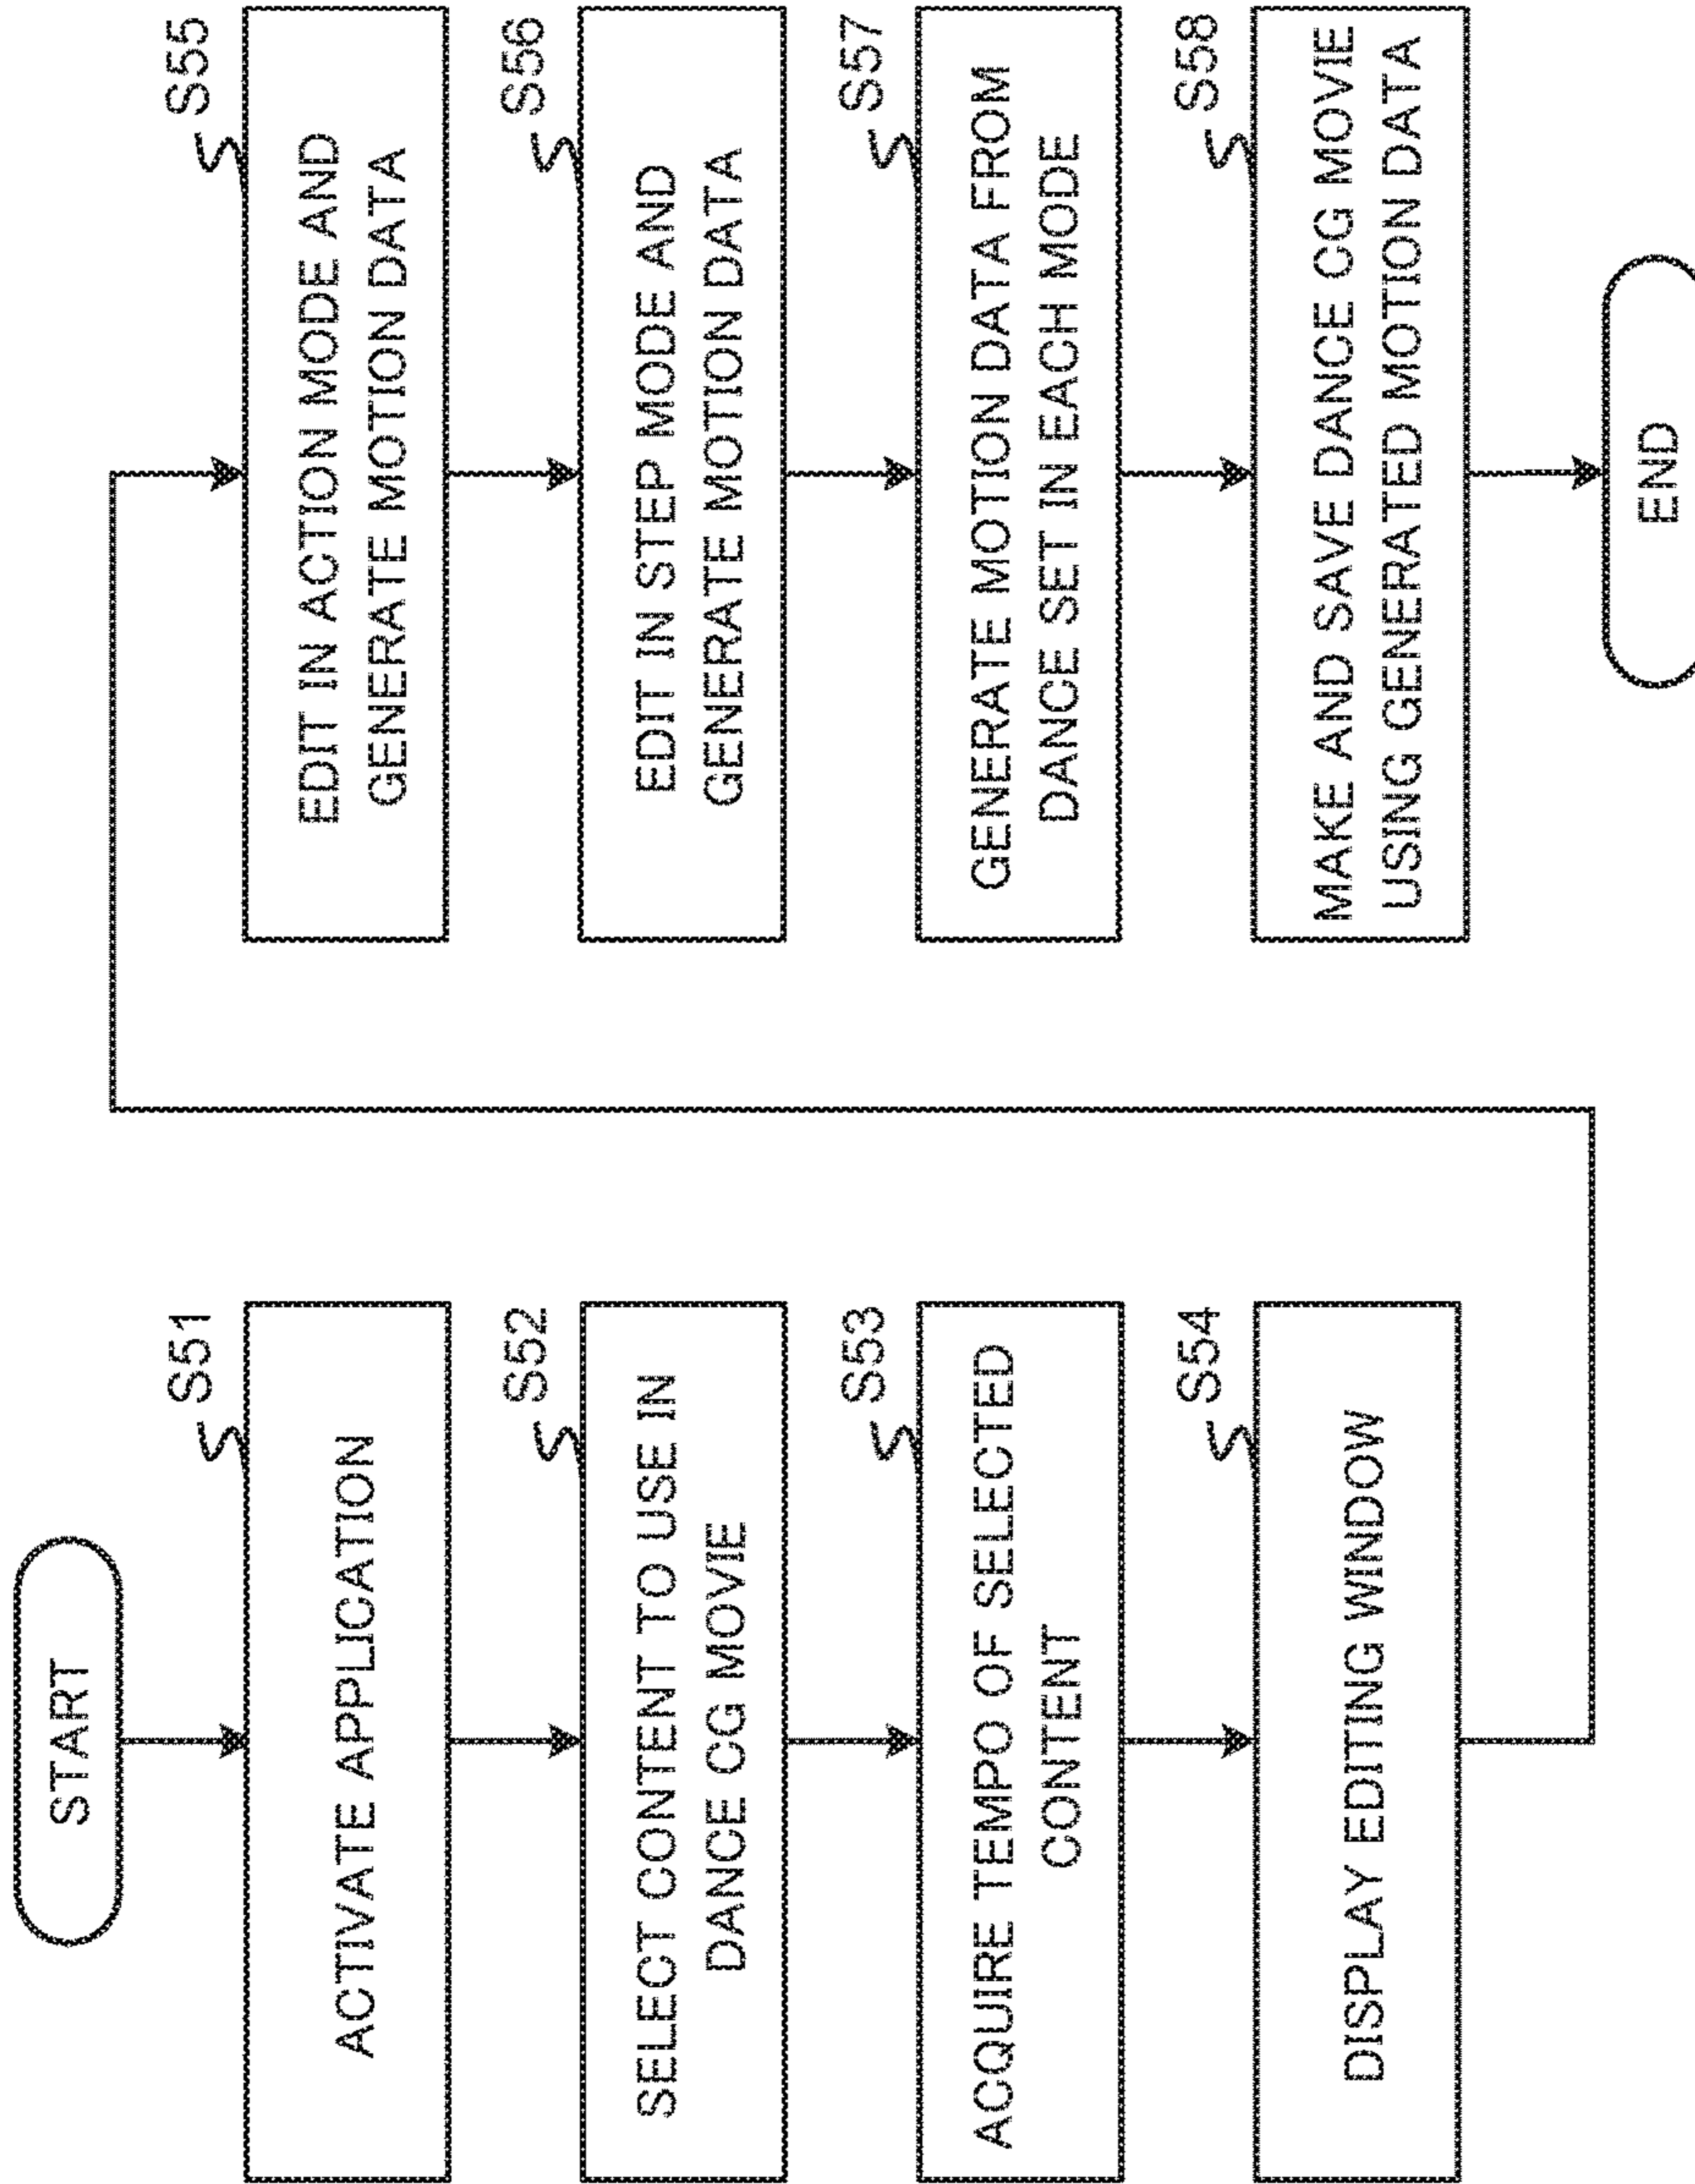 START
S51
ACTIVATE APPLICATION
S52
SELECT CONTENT TO USE IN
DANCE CG MOVIE
S53
ACQUIRE TEMPO OF SELECTED
CONTENT
S54
DISPLAY EDITING WINDOW
S55
EDIT IN ACTION MODE AND
GENERATE MOTION DATA
S56
EDIT IN STEP MODE AND
GENERATE MOTION DATA
S57
GENERATE MOTION DATA FROM
DANCE SET IN EACH MODE
S58
MAKE AND SAVE DANCE CG MOVIE
USING GENERATED MOTION DATA
END